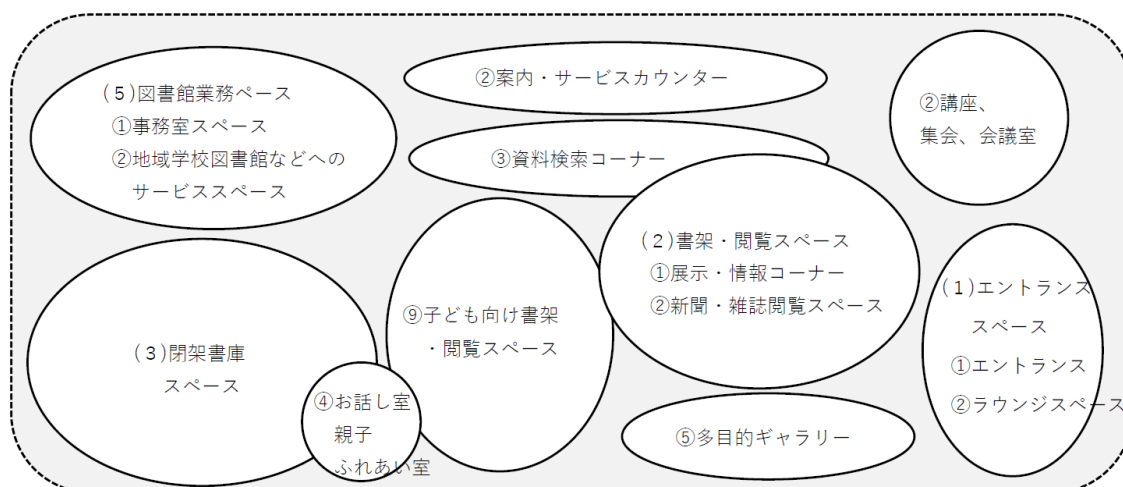 (５)図書館業務ペース
①事務室スペース
②地域学校図書館などへの
サービススペース
②案内・サービスカウンター
③資料検索コーナー
②講座、
集会、会議室
(２)書架・閲覧スペース
①展示・情報コーナー
②新聞・雑誌閲覧スペース
(１)エントランス
スペース
①エントランス
②ラウンジスペース
⑨子ども向け書架
・閲覧スペース
(３)閉架書庫
スペース
④お話し室
親子
ふれあい室
⑤多目的ギャラリー